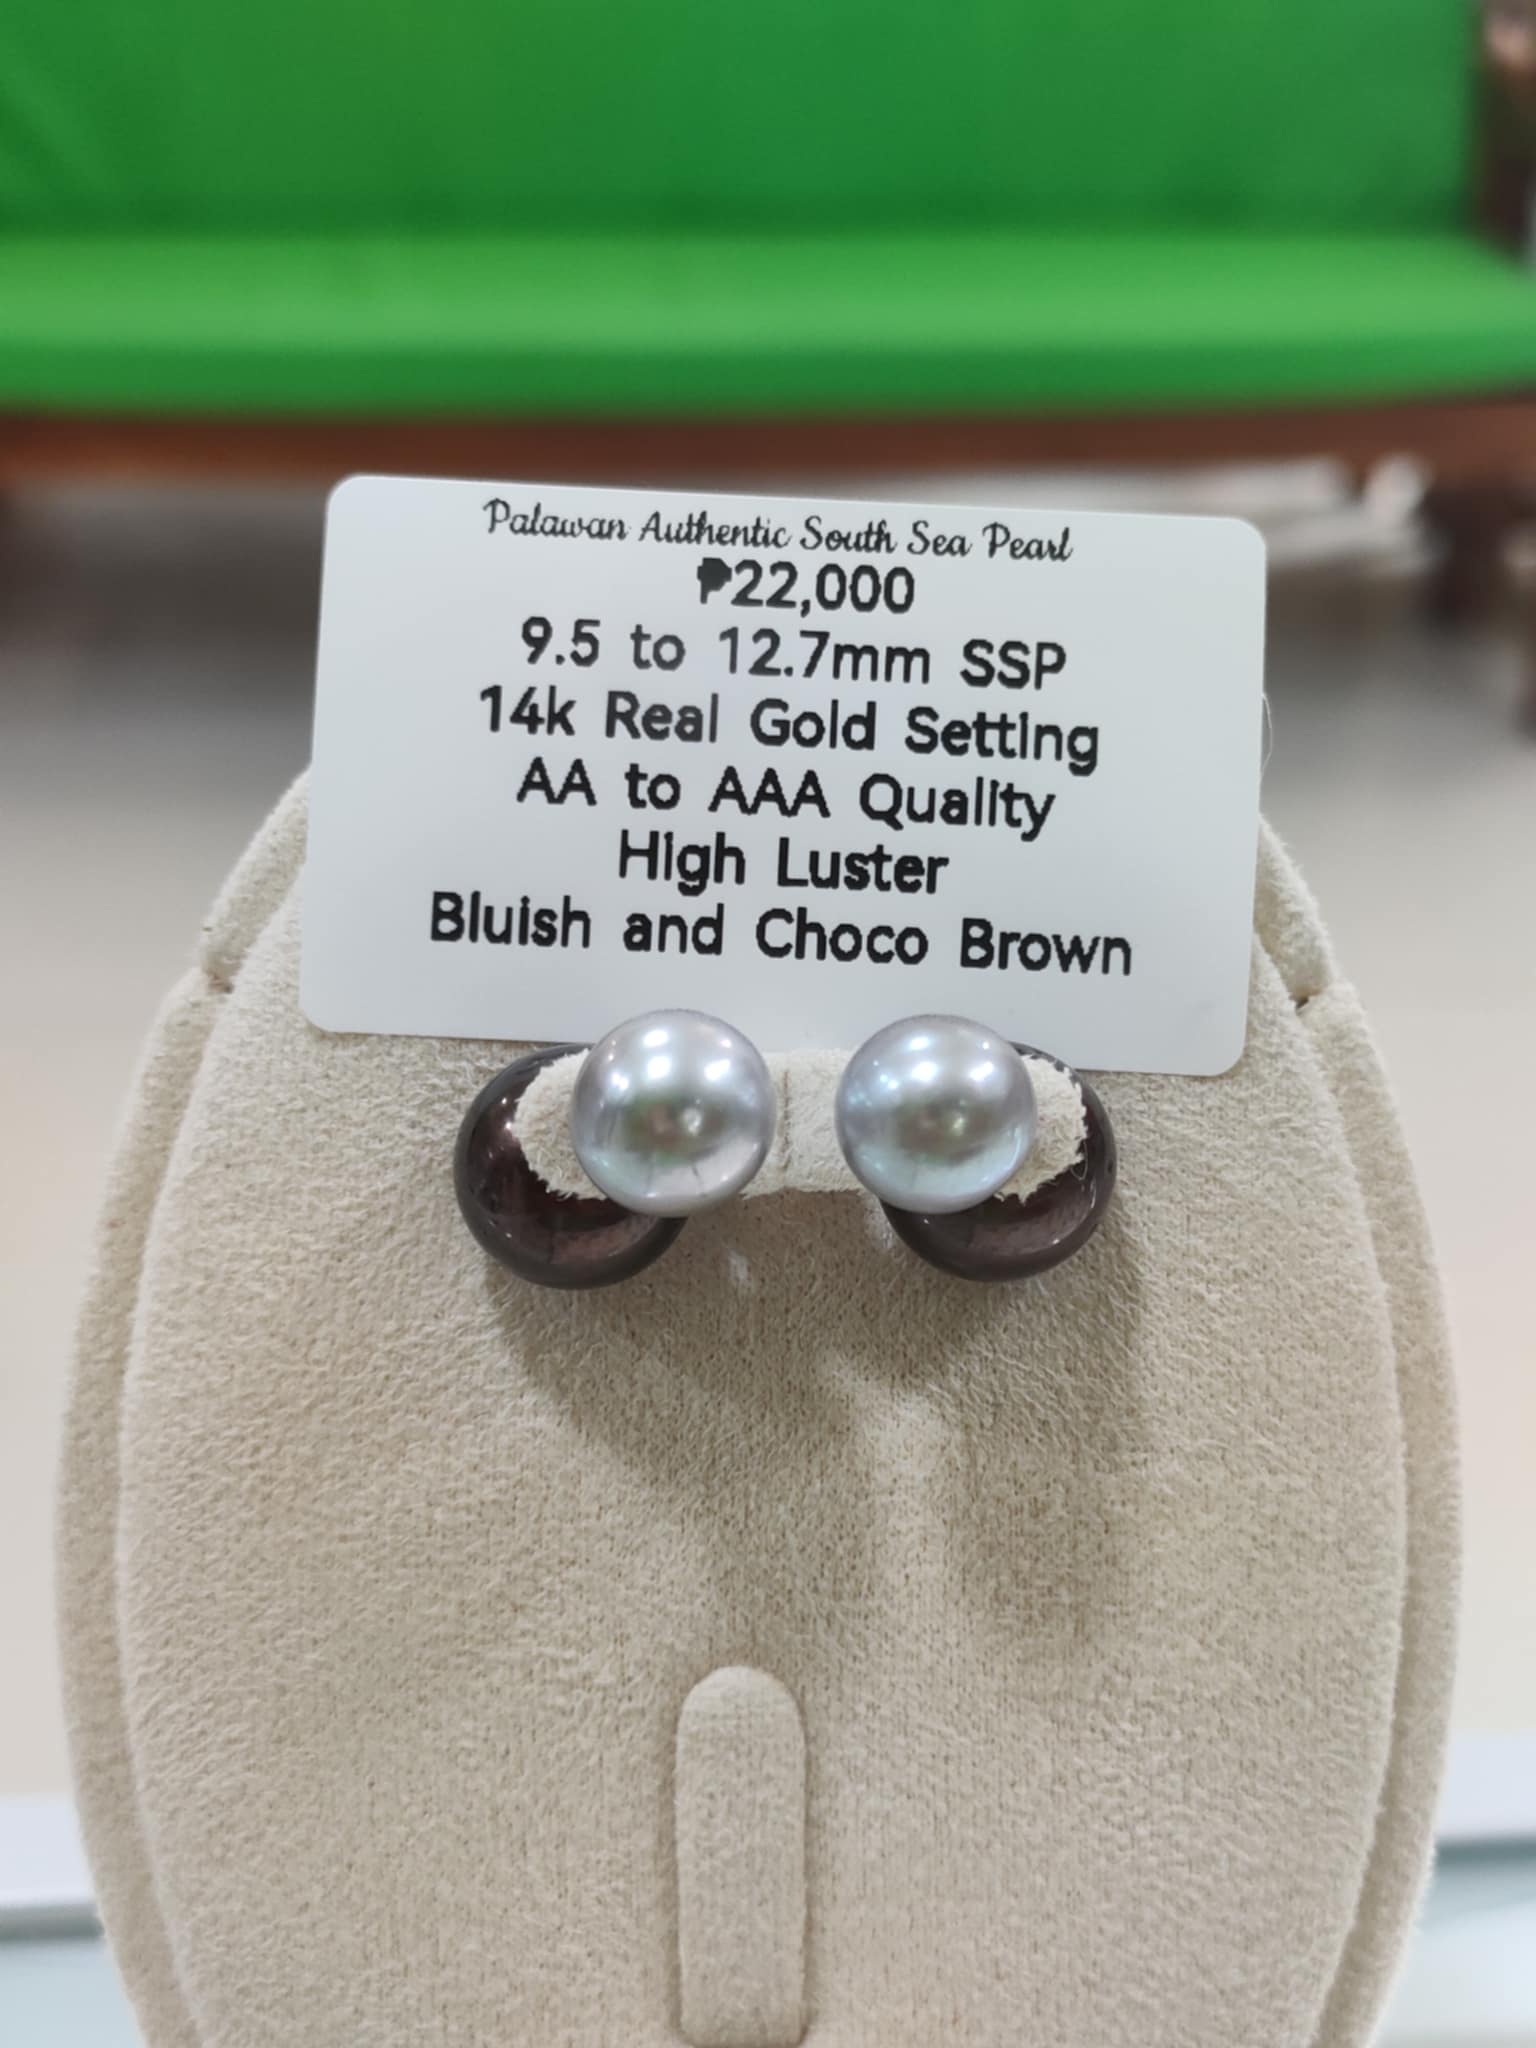 Palawan Authentic South Sea Pearl
₱22,000
9.5 to 12.7mm SSP
14k Real Gold Setting
AA to AAA Quality
High Luster
Bluish and Choco Brown